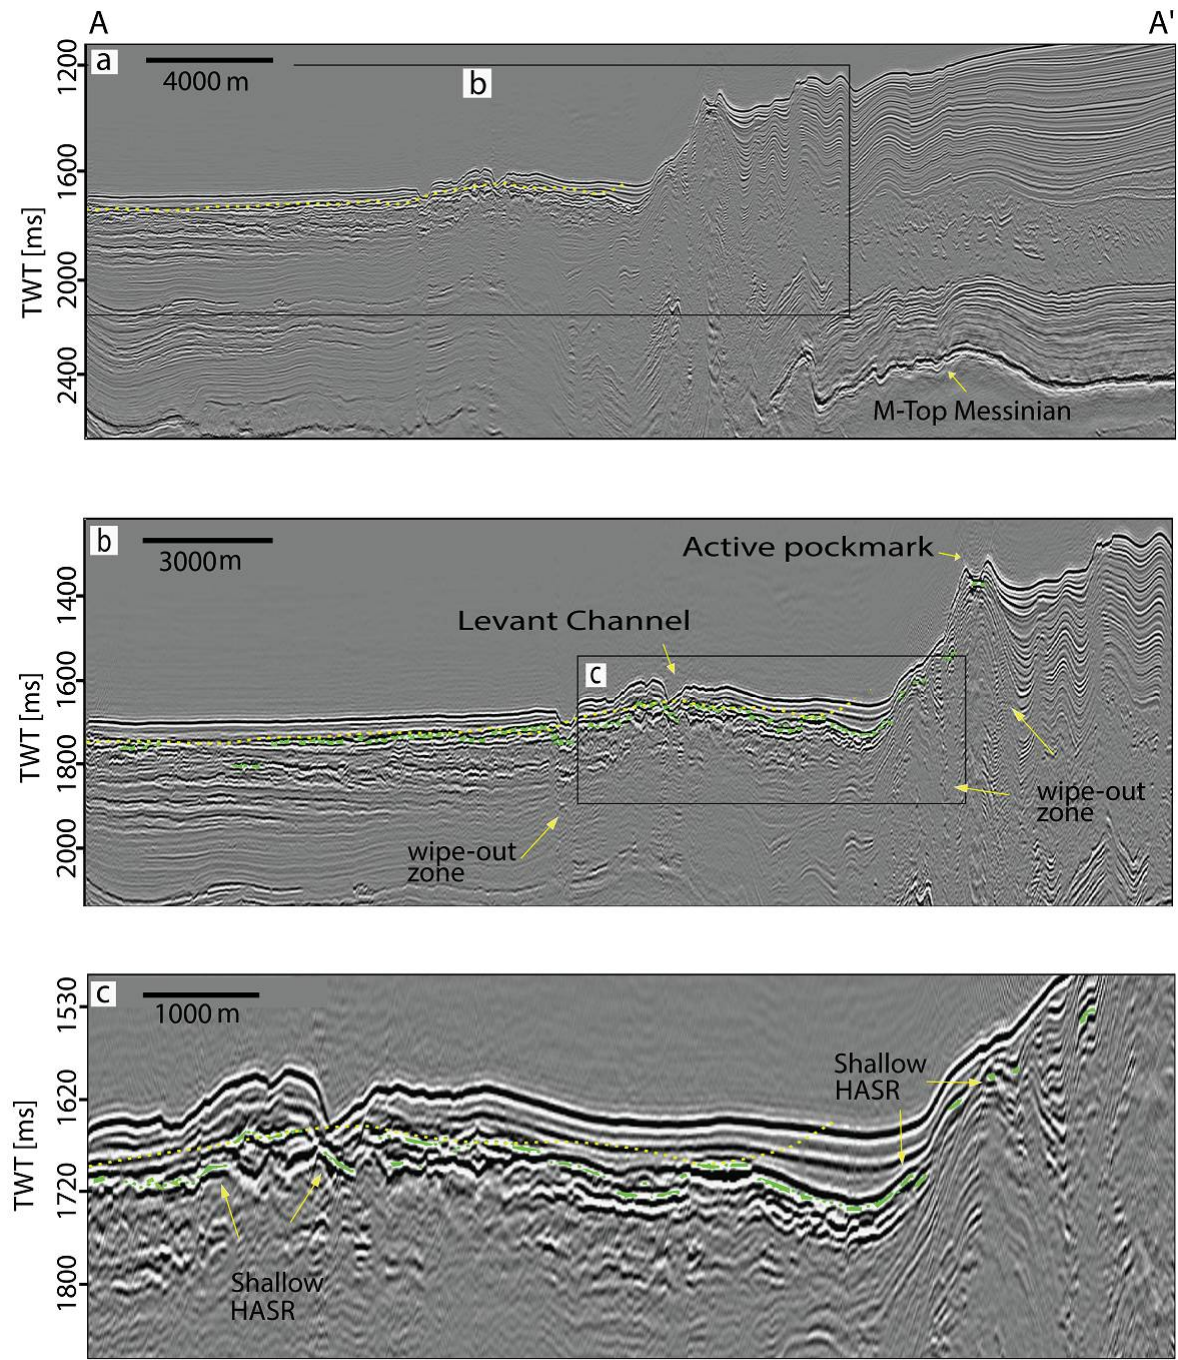 A A'
a
4000 m
b
1200
1600
2000
2400
TWT [ms]
M-Top Messinian
b
3000m
Active pockmark
Levant Channel
c
1400
1600
1800
2000
TWT [ms]
wipe-out
zone
wipe-out
zone
c
1000 m
1530
1620
1720
1800
TWT [ms]
Shallow
HASR
Shallow
HASR